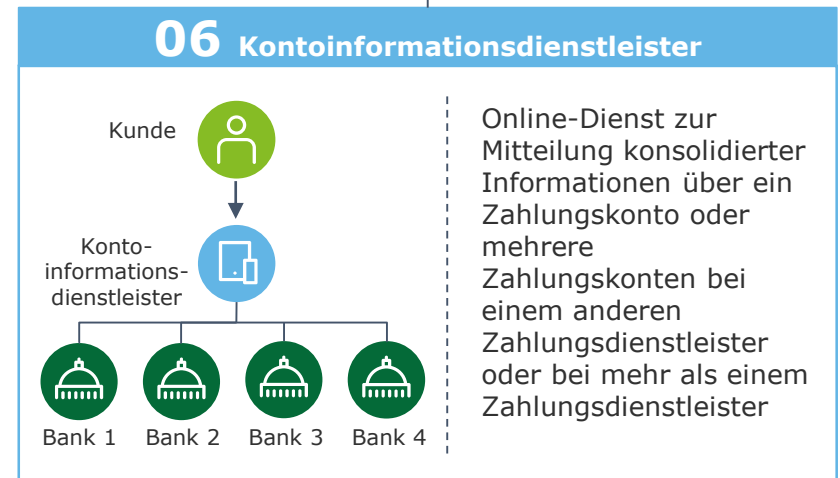 06 Kontoinformationsdienstleister
Kunde
Konto-
informations-
dienstleister
Bank 1
Bank 2
Bank 3
Bank 4
Online-Dienst zur
Mitteilung konsolidierter
Informationen über ein
Zahlungskonto oder
mehrere
Zahlungskonten bei
einem anderen
Zahlungsdienstleister
oder bei mehr als einem
Zahlungsdienstleister